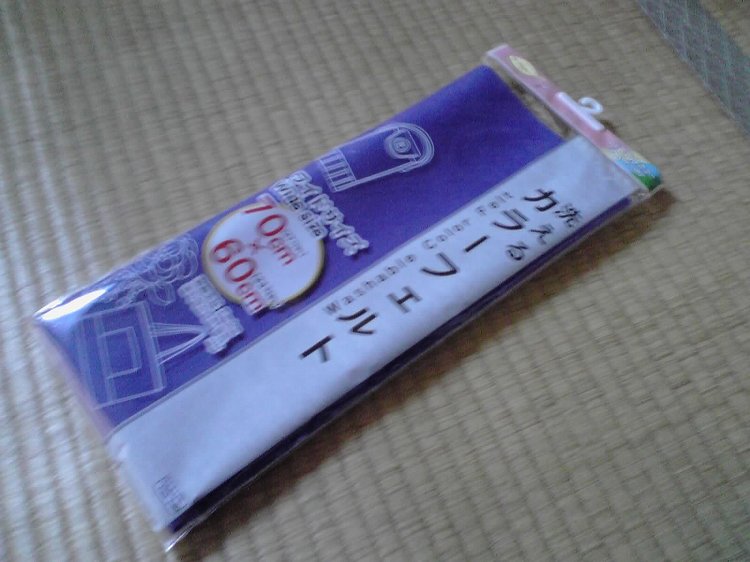 洗える
カラーフェルト
Washable Color Felt
ワイドサイズ
WIDE SIZE
70cm
×
60cm